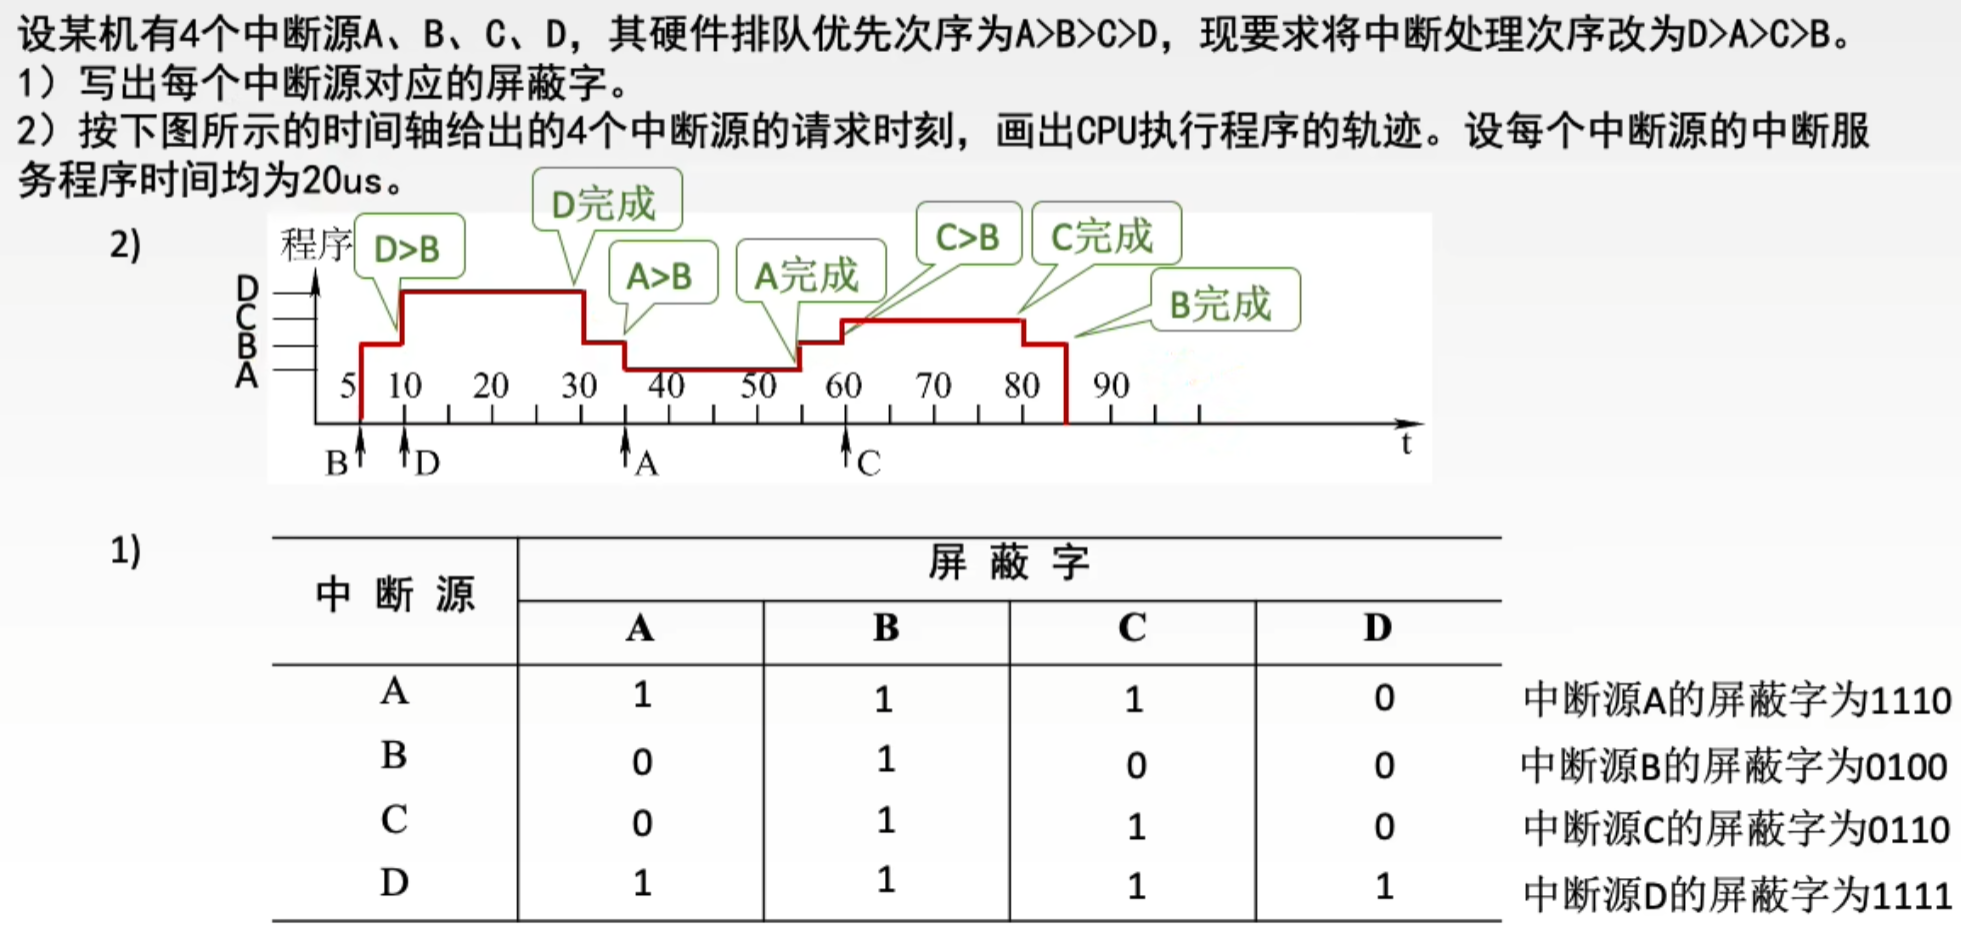 设某机有4个中断源A、B、C、D，其硬件排队优先次序为A>B>C>D，现要求将中断处理次序改为D>A>C>B。
1）写出每个中断源对应的屏蔽字。
2）按下图所示的时间轴给出的4个中断源的请求时刻，画出CPU执行程序的轨迹。设每个中断源的中断服
务程序时间均为20us。
2)
程序
D>B
D完成
A>B
A完成
C>B
C完成
B完成
D
C
B
A
5 10 20 30 40 50 60 70 80 90
B D A C t
1)
中断源 屏蔽字
A B C D
A 1 1 1 0 中断源A的屏蔽字为1110
B 0 1 0 0 中断源B的屏蔽字为0100
C 0 1 1 0 中断源C的屏蔽字为0110
D 1 1 1 1 中断源D的屏蔽字为1111